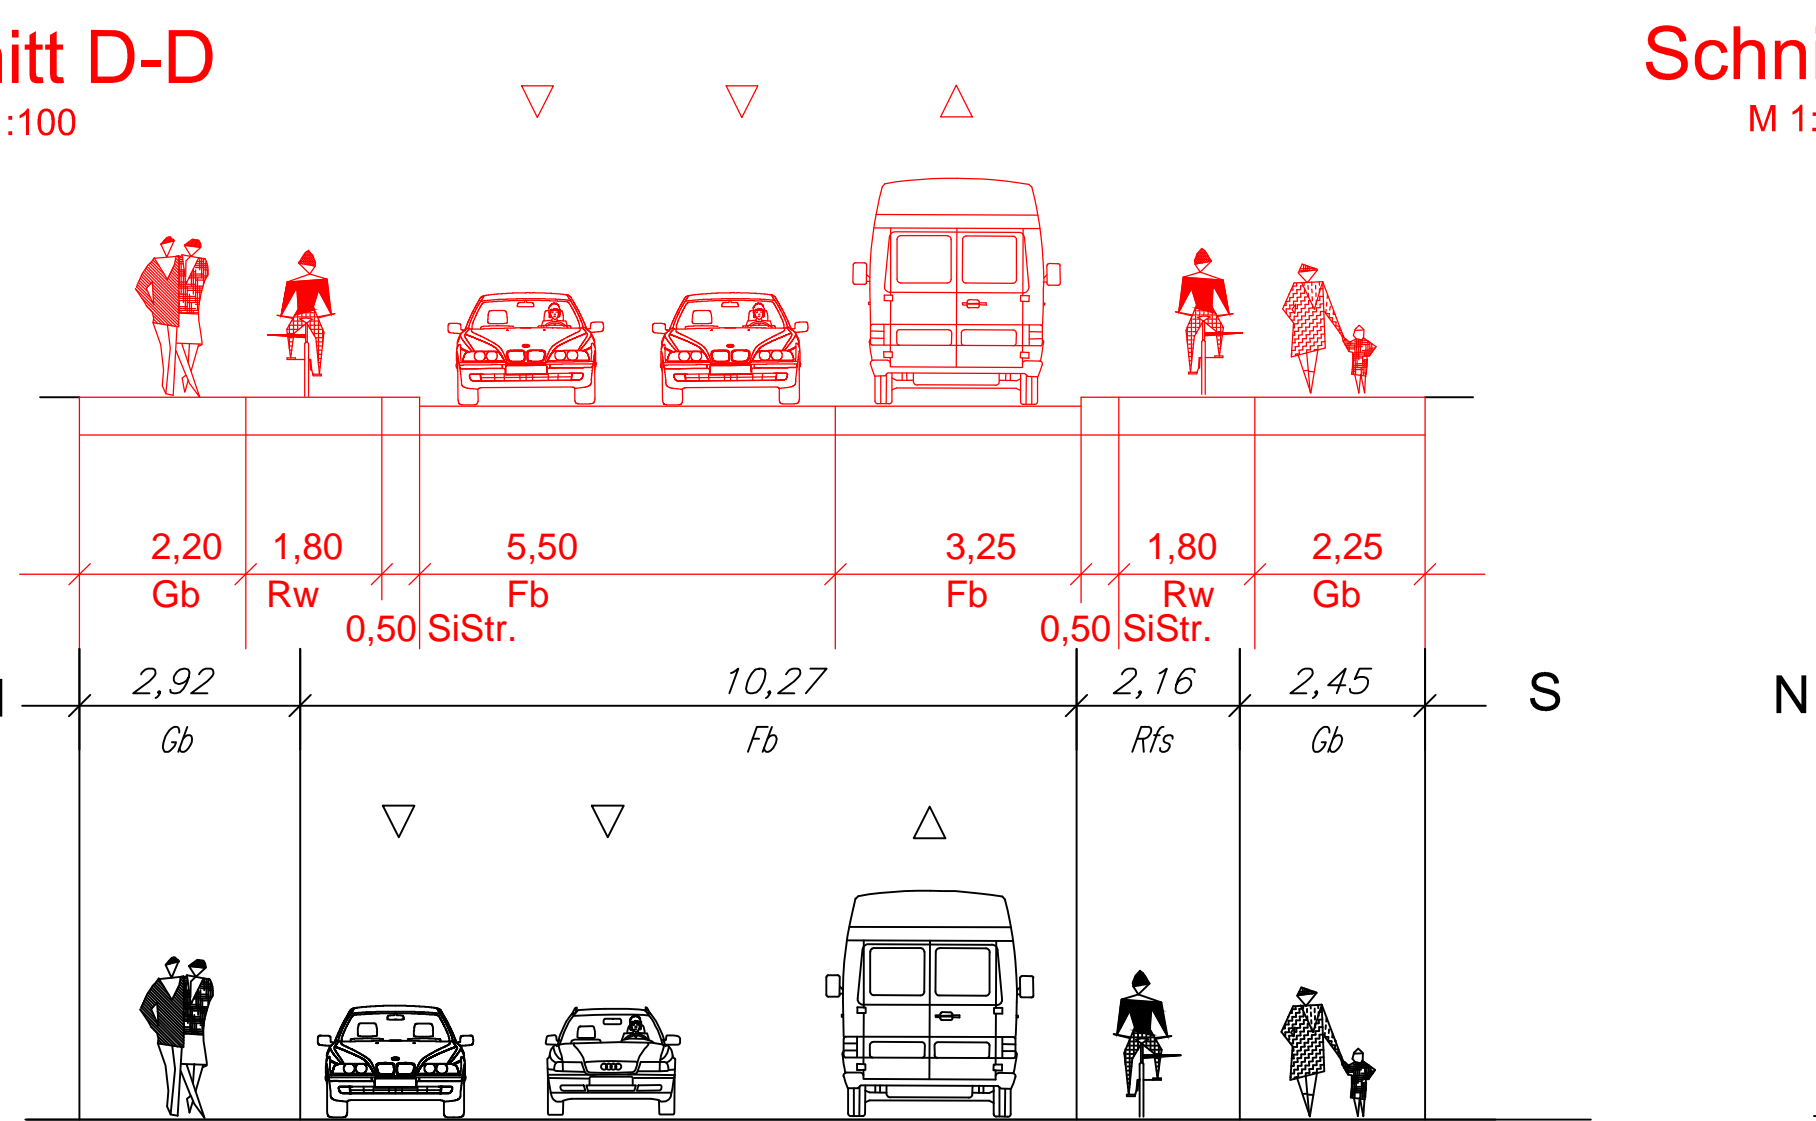 itt D-D
:100
Schni
M 1:
2,20 1,80 5,50 3,25 1,80 2,25
Gb Rw Fb Fb Rw Gb
0,50 SiStr. 0,50 SiStr.
2,92 10,27 2,16 2,45
S N
Gb Fb Rfs Gb